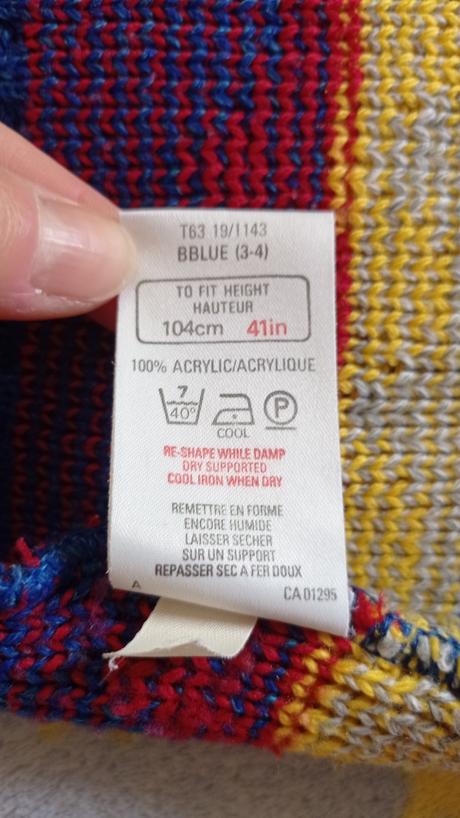 T63 19/1143
BBLUE (3-4)
TO FIT HEIGHT
HAUTEUR
104cm 41in
100% ACRYLIC/ACRYLIQUE
7
40°
P
COOL
RE-SHAPE WHILE DAMP
DRY SUPPORTED
COOL IRON WHEN DRY
REMETTRE EN FORME
ENCORE HUMIDE
LAISSER SECHER
SUR UN SUPPORT
REPASSER SEC A FER DOUX
A
CA 01295